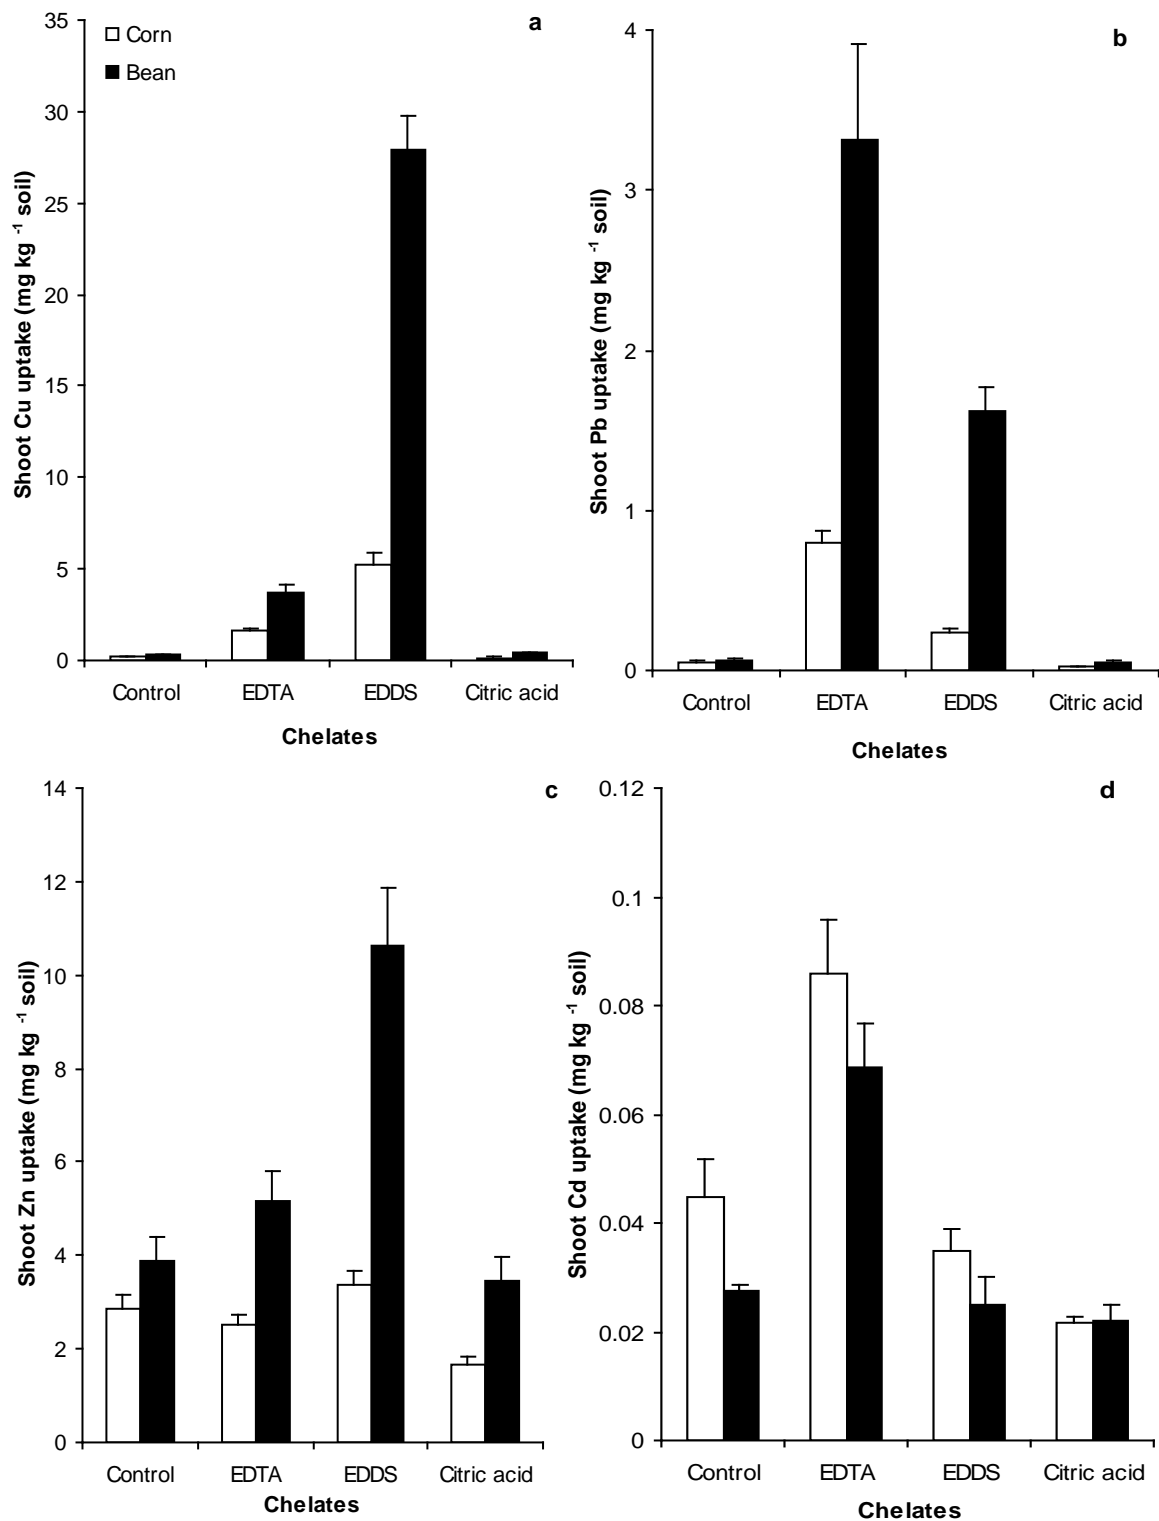 a
Corn
Bean
Shoot Cu uptake (mg kg -1 soil)
35
30
25
20
15
10
5
0
Control EDTA EDDS Citric acid
Chelates
b
Shoot Pb uptake (mg kg -1 soil)
4
3
2
1
0
Control EDTA EDDS Citric acid
Chelates
c
Shoot Zn uptake (mg kg -1 soil)
14
12
10
8
6
4
2
0
Control EDTA EDDS Citric acid
Chelates
d
Shoot Cd uptake (mg kg -1 soil)
0.12
0.1
0.08
0.06
0.04
0.02
0
Control EDTA EDDS Citric acid
Chelates